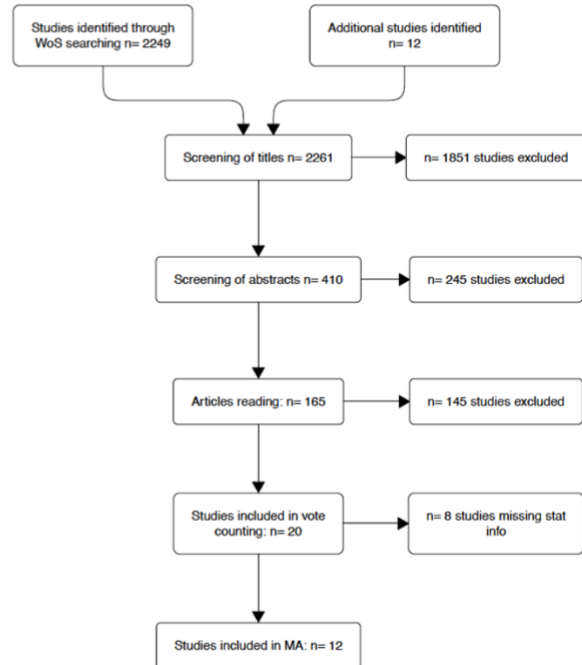 Studies identified through
WoS searching n= 2249
Additional studies identified
n= 12
Screening of titles n= 2261
n= 1851 studies excluded
Screening of abstracts n= 410
n= 245 studies excluded
Articles reading: n= 165
n= 145 studies excluded
Studies included in vote
counting: n= 20
n= 8 studies missing stat
info
Studies included in MA: n= 12